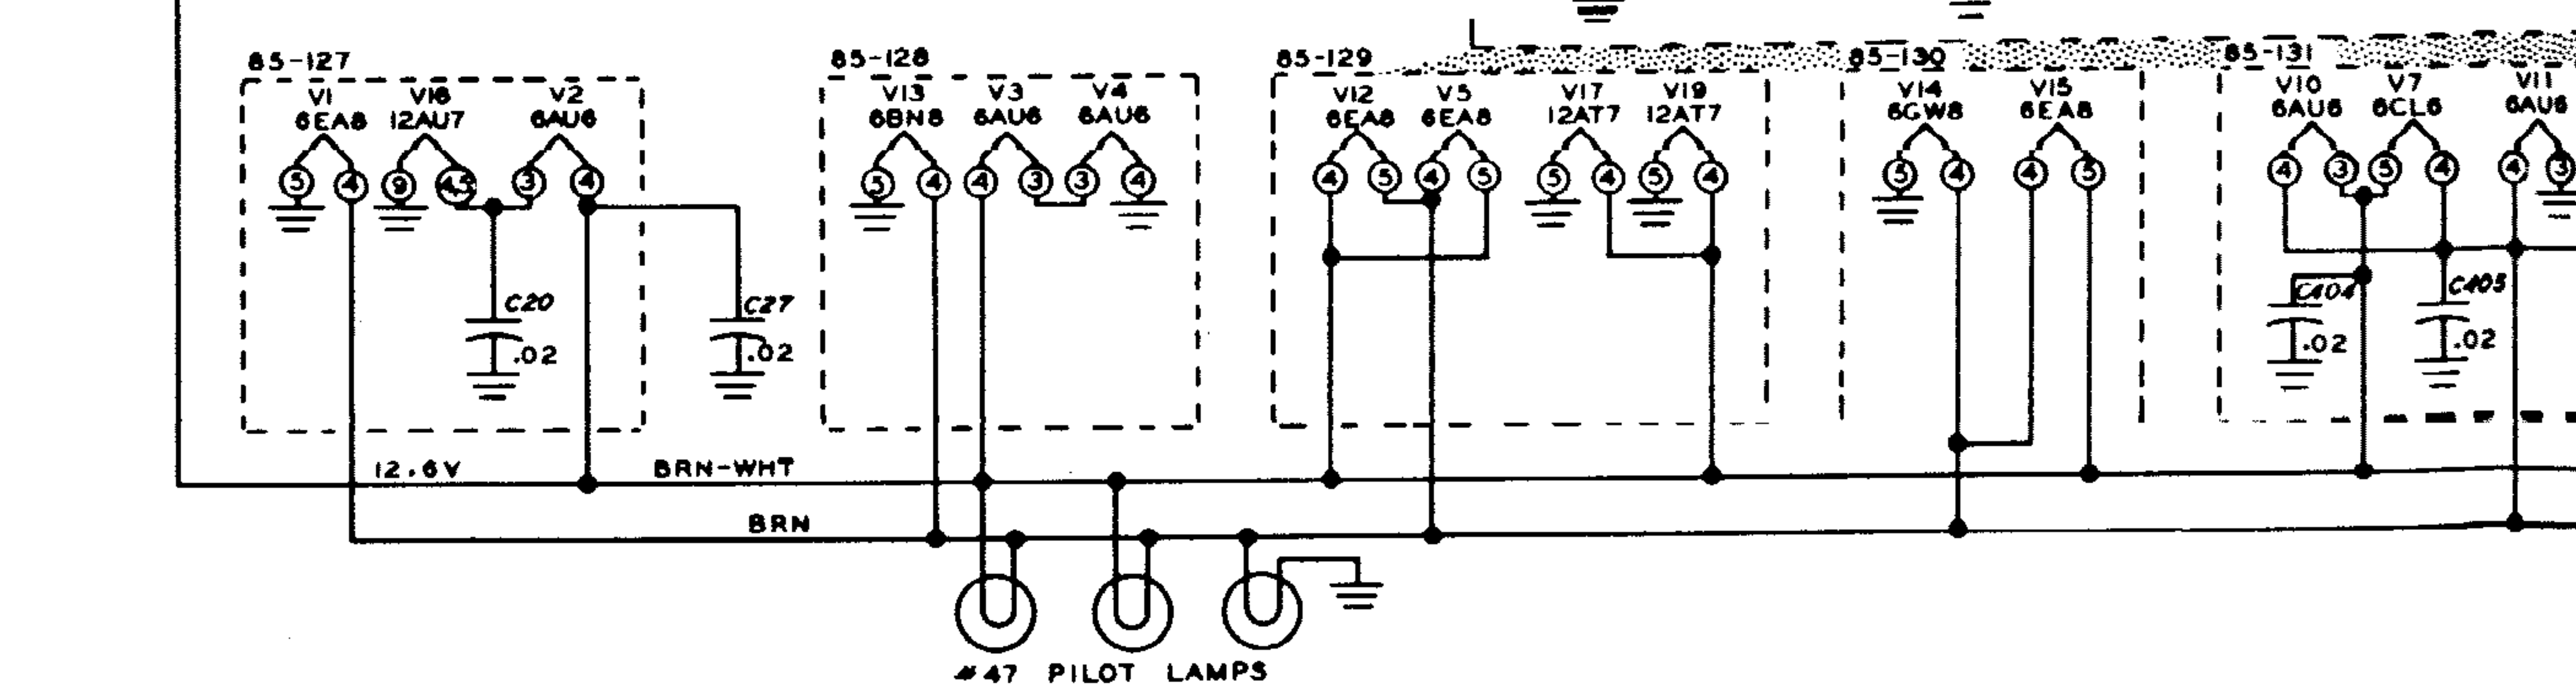 85-127
85-128
85-129
85-130
85-131
V1 V16 V2
6EA8 12AU7 6AU6
V13 V3 V4
6BN8 6AU6 6AU6
V12 V5 V17 V19
6EA8 6EA8 12AT7 12AT7
V14 V15
6GW8 6EA8
V10 V7 V11
6AU6 6CL6 6AU6
5 4 9 4,5 3 4
5 4 4 3 3 4
4 5 4 5 5 4 5 4
5 4 4 5
4 3 5 4 4 3
C20
.02
C27
.02
C404
.02
C405
.02
12.6V BRN-WHT
BRN
#47 PILOT LAMPS